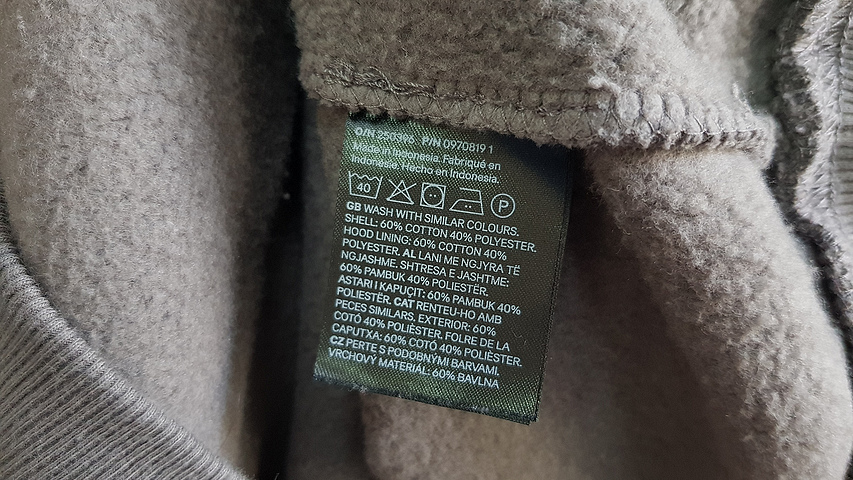 O/N P/N 0970819 1
Made in Indonesia. Fabriqué en
Indonésie. Hecho en Indonesia.
40 P
GB WASH WITH SIMILAR COLOURS.
SHELL: 60% COTTON 40% POLYESTER.
HOOD LINING: 60% COTTON 40%
POLYESTER. AL LANI ME NGJYRA TË
NGJASHME. SHTRESA E JASHTME:
60% PAMBUK 40% POLIESTËR.
ASTARI I KAPUÇIT: 60% PAMBUK 40%
POLIESTËR. CAT RENTEU-HO AMB
PECES SIMILARS. EXTERIOR: 60%
COTÓ 40% POLIÈSTER. FOLRE DE LA
CAPUTXA: 60% COTÓ 40% POLIÈSTER.
CZ PERTE S PODOBNÝMI BARVAMI.
VRCHOVÝ MATERIÁL: 60% BAVLNA